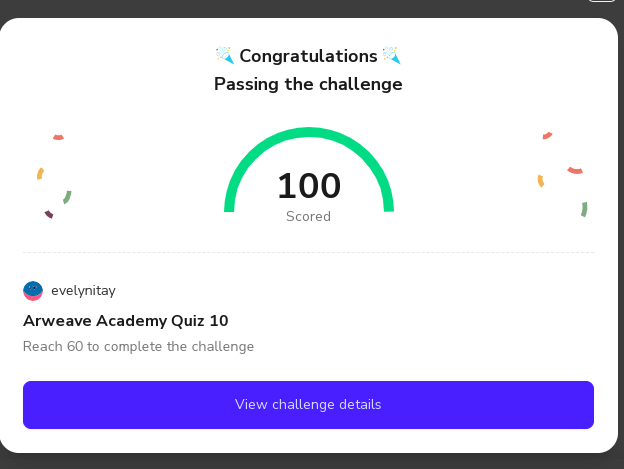 🎉 Congratulations 🎉
Passing the challenge
100
Scored
evelynitay
Arweave Academy Quiz 10
Reach 60 to complete the challenge
View challenge details